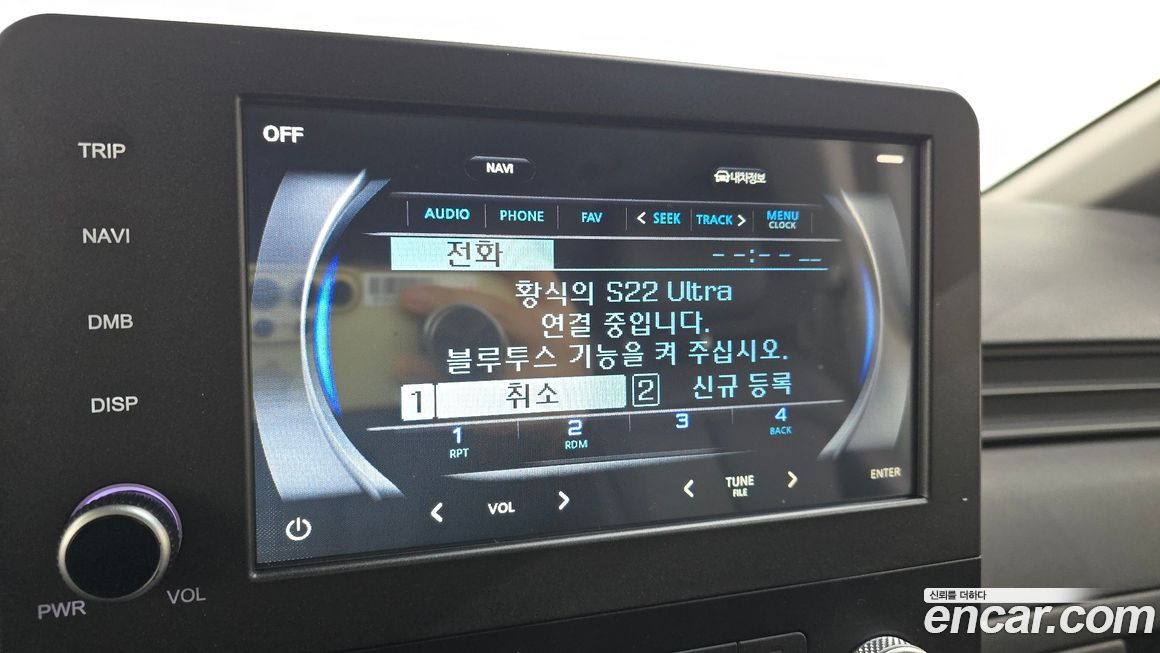 TRIP
NAVI
DMB
DISP
PWR
VOL
OFF
NAVI
내차정보
AUDIO PHONE FAV < SEEK TRACK > MENU
CLOCK
전화 --:-- __
황식의 S22 Ultra
연결 중입니다.
블루투스 기능을 켜 주십시오.
1 취소 2 신규 등록
1 2 3 4
RPT RDM BACK
< VOL > < TUNE > ENTER
FILE
신뢰를 더하다
encar.com